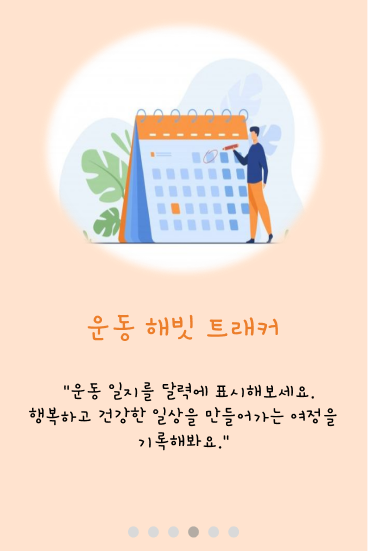 운동 해빗 트래커
"운동 일지를 달력에 표시해보세요.
행복하고 건강한 일상을 만들어가는 여정을
기록해봐요."